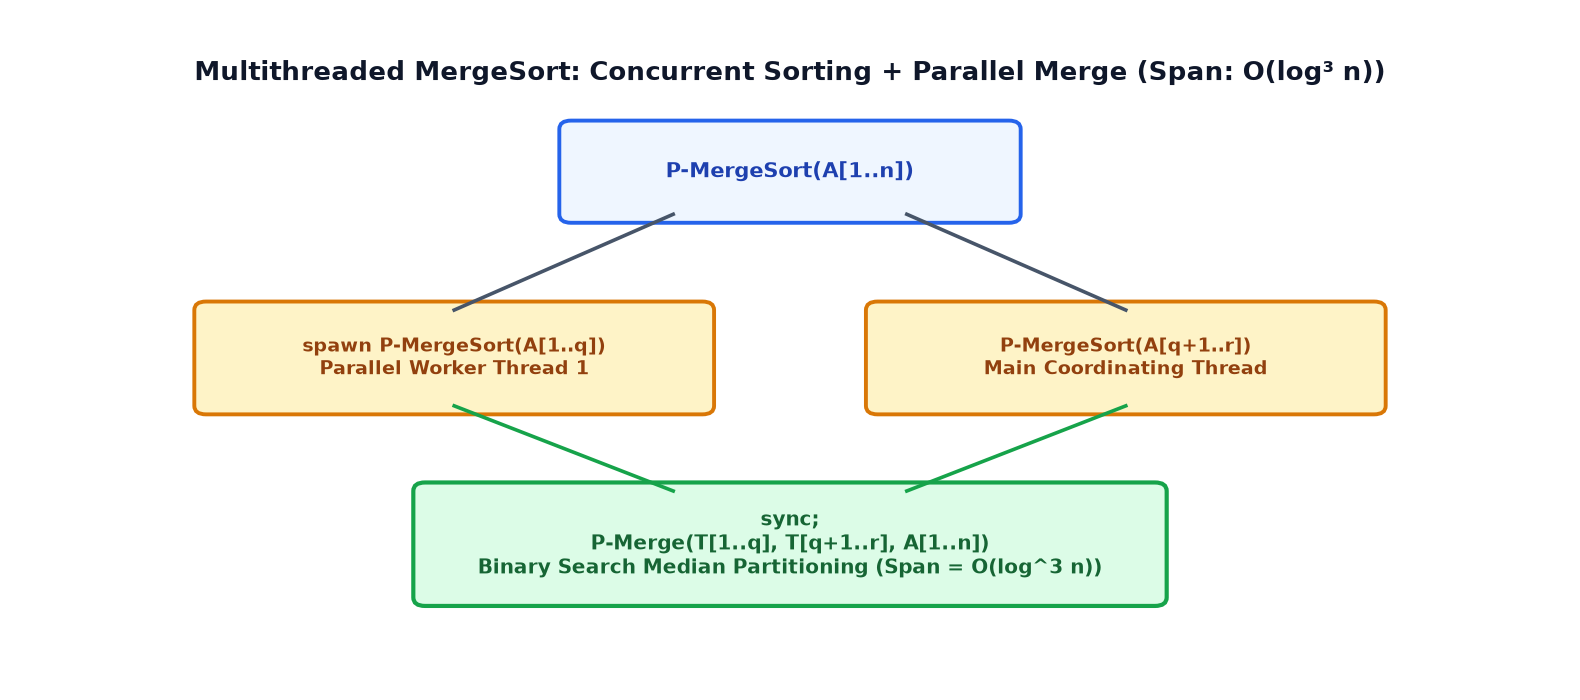 Multithreaded MergeSort: Concurrent Sorting + Parallel Merge (Span: O(log³ n))
P-MergeSort(A[1..n])
spawn P-MergeSort(A[1..q])
Parallel Worker Thread 1
P-MergeSort(A[q+1..r])
Main Coordinating Thread
sync;
P-Merge(T[1..q], T[q+1..r], A[1..n])
Binary Search Median Partitioning (Span = O(log^3 n))